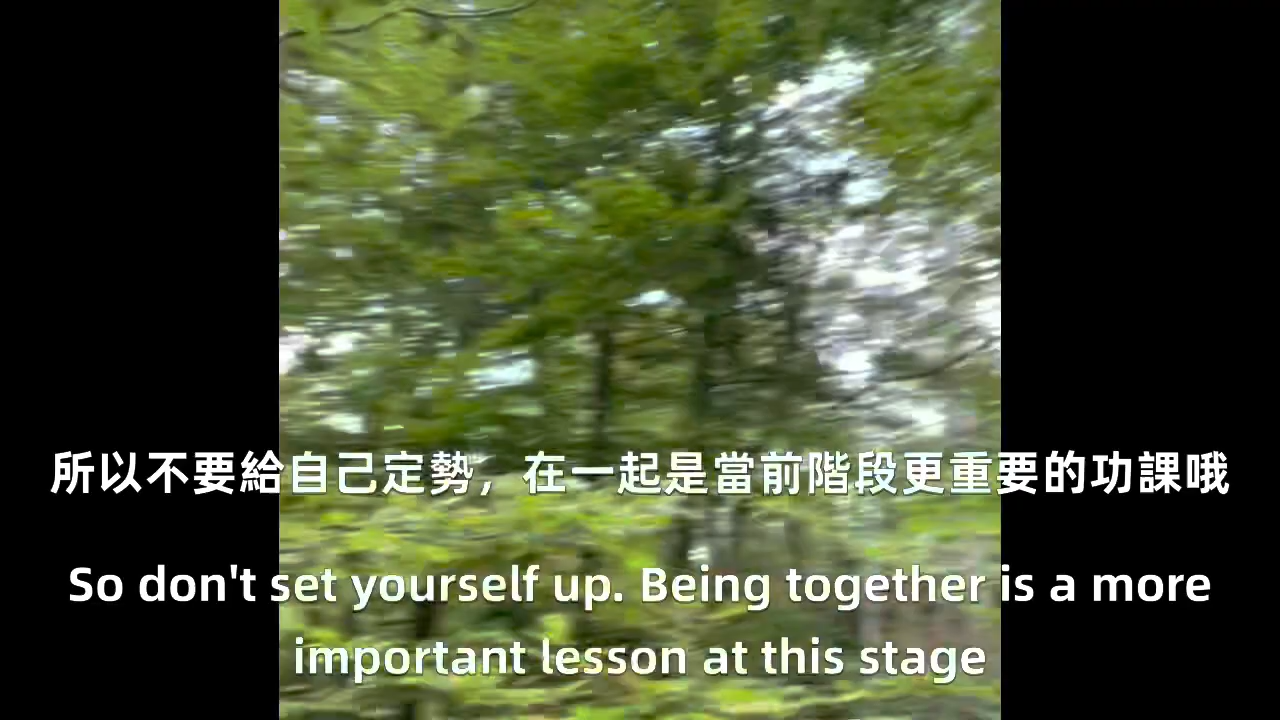 所以不要給自己定勢，在一起是當前階段更重要的功課哦
So don't set yourself up. Being together is a more
important lesson at this stage